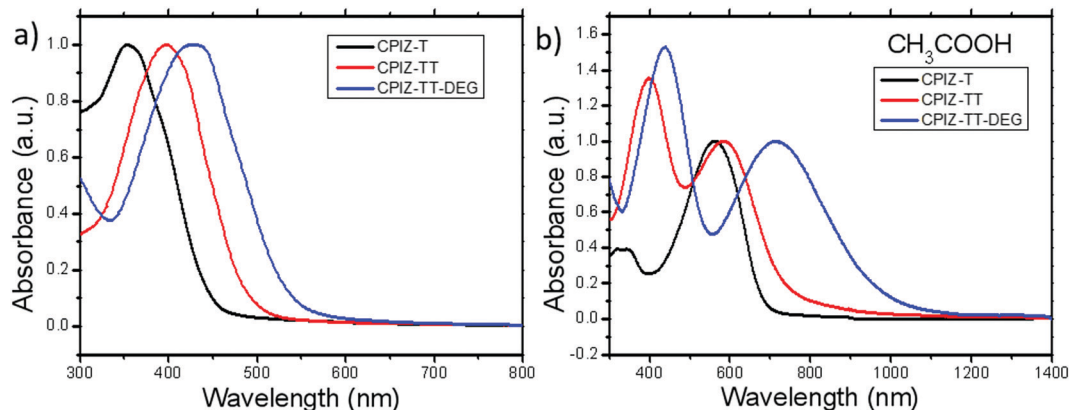 a)
CPIZ-T
CPIZ-TT
CPIZ-TT-DEG
1.0
0.8
0.6
0.4
0.2
0.0
Absorbance (a.u.)
300 400 500 600 700 800
Wavelength (nm)
b)
CH3COOH
CPIZ-T
CPIZ-TT
CPIZ-TT-DEG
1.6
1.4
1.2
1.0
0.8
0.6
0.4
0.2
0.0
-0.2
Absorbance (a.u.)
400 600 800 1000 1200 1400
Wavelength (nm)